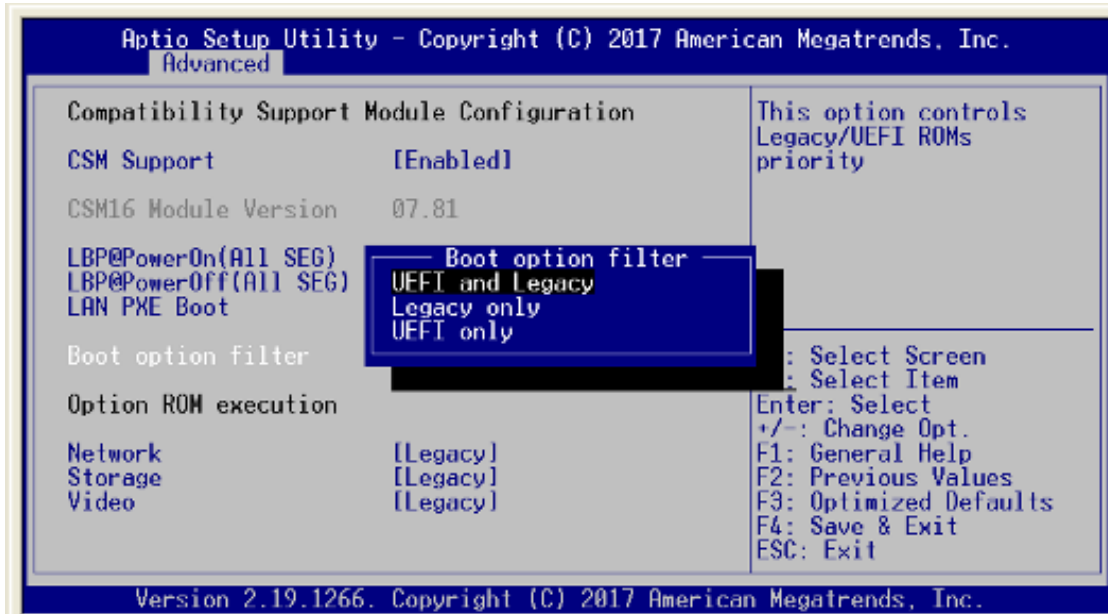 Aptio Setup Utility - Copyright (C) 2017 American Megatrends, Inc.
Advanced
Compatibility Support Module Configuration
CSM Support [Enabled]
CSM16 Module Version 07.81
LBP@PowerOn(All SEG)
LBP@PowerOff(All SEG)
LAN PXE Boot
Boot option filter
Option ROM execution
Network [Legacy]
Storage [Legacy]
Video [Legacy]
Boot option filter
UEFI and Legacy
Legacy only
UEFI only
This option controls
Legacy/UEFI ROMs
priority
: Select Screen
: Select Item
Enter: Select
+/-: Change Opt.
F1: General Help
F2: Previous Values
F3: Optimized Defaults
F4: Save & Exit
ESC: Exit
Version 2.19.1266. Copyright (C) 2017 American Megatrends, Inc.